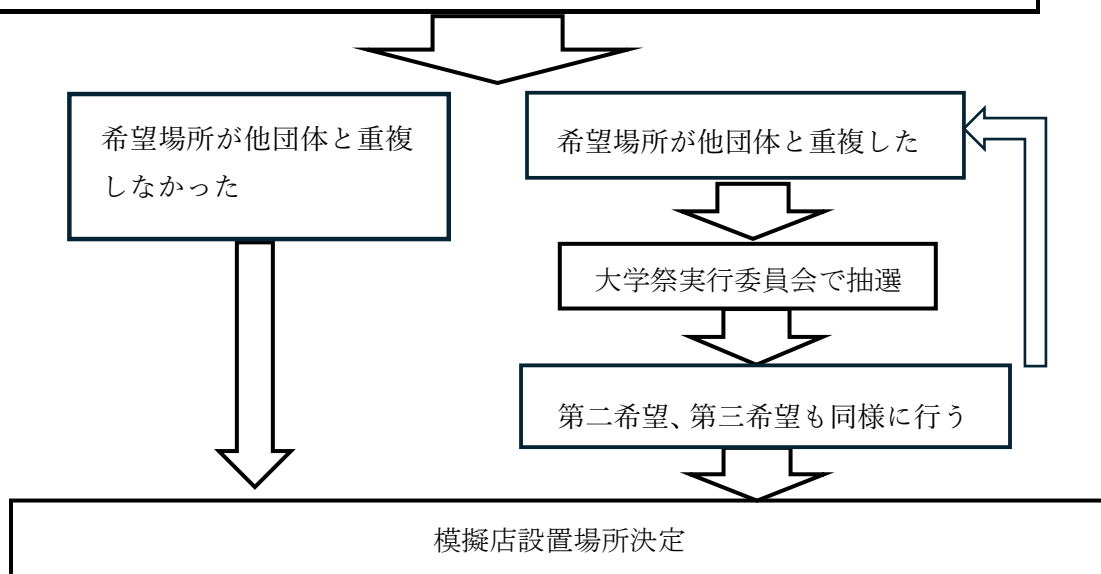 希望場所が他団体と重複
しなかった
希望場所が他団体と重複した
大学祭実行委員会で抽選
第二希望、第三希望も同様に行う
模擬店設置場所決定